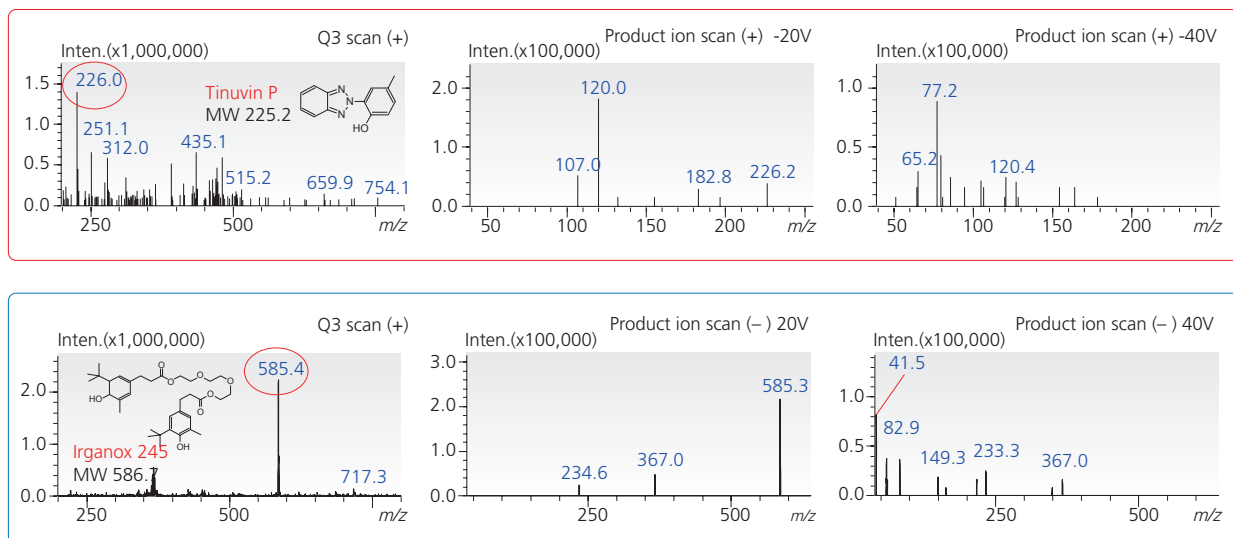 Inten.(x1,000,000) Q3 scan (+)
226.0
1.5
Tinuvin P
MW 225.2
N
N
N
HO
1.0
251.1
312.0
435.1
0.5
515.2
659.9
754.1
0.0
250 500 m/z
Inten.(x100,000) Product ion scan (+) -20V
2.0
120.0
1.0
107.0
182.8
226.2
0.0
50 100 150 200 m/z
Inten.(x100,000) Product ion scan (+) -40V
1.0
77.2
65.2
120.4
0.0
50 100 150 200 m/z
Inten.(x1,000,000) Q3 scan (+)
585.4
2.0
O
O
O
O
O
O
HO
OH
1.0
Irganox 245
MW 586.7
717.3
0.0
250 500 m/z
Inten.(x100,000) Product ion scan (– ) 20V
3.0
585.3
2.0
1.0
234.6
367.0
0.0
250 500 m/z
Inten.(x100,000) Product ion scan (– ) 40V
41.5
1.0
82.9
0.5
149.3
233.3
367.0
0.0
250 500 m/z